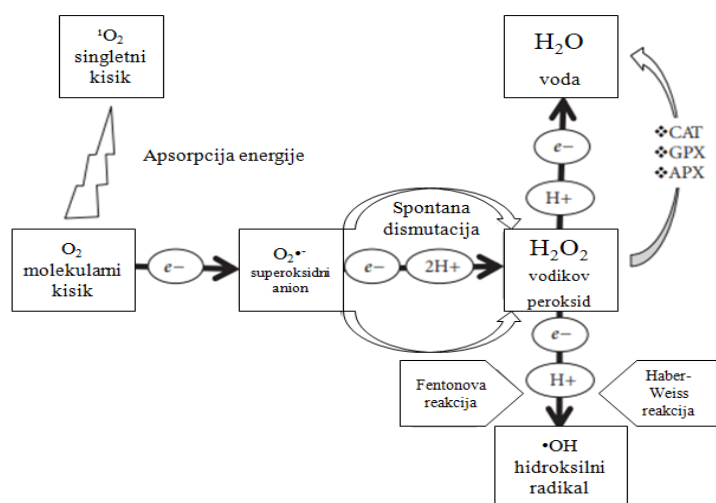 ¹O₂
singletni
kisik
H₂O
voda
Apsorpcija energije
e−
H+
❖CAT
❖GPX
❖APX
Spontana
dismutacija
O₂
molekularni
kisik
e−
O₂•-
superoksidni
anion
e−
2H+
H₂O₂
vodikov
peroksid
e−
H+
Fentonova
reakcija
Haber-
Weiss
reakcija
•OH
hidroksilni
radikal